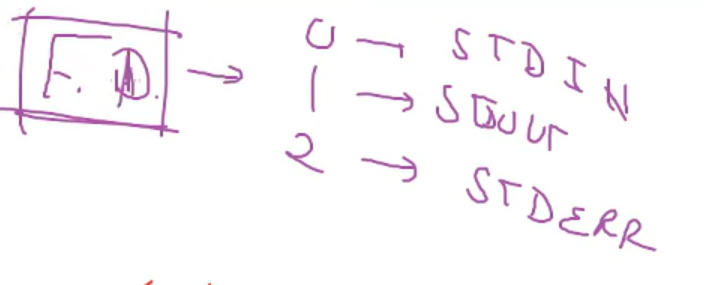 F. D. → 0 → STDIN
1 → STDOUT
2 → STDERR